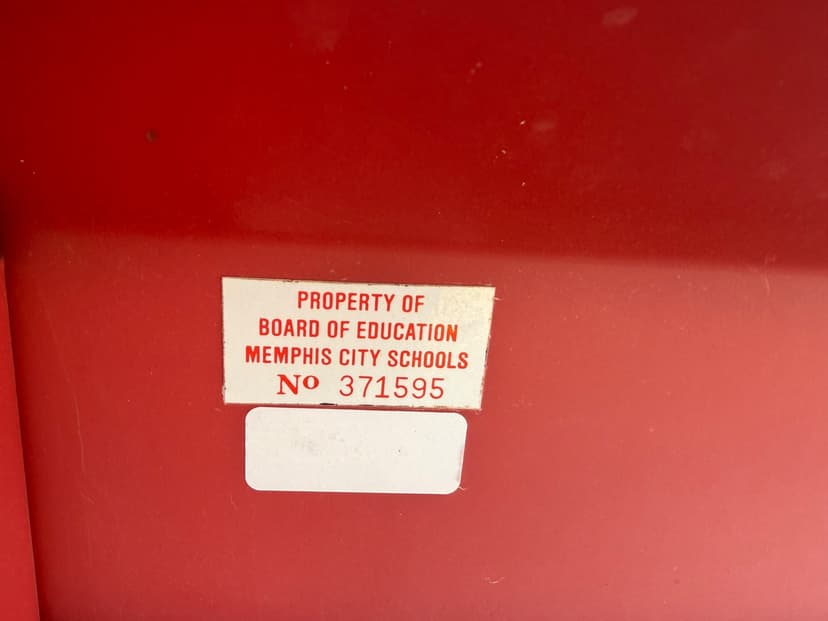 PROPERTY OF
BOARD OF EDUCATION
MEMPHIS CITY SCHOOLS
No 371595